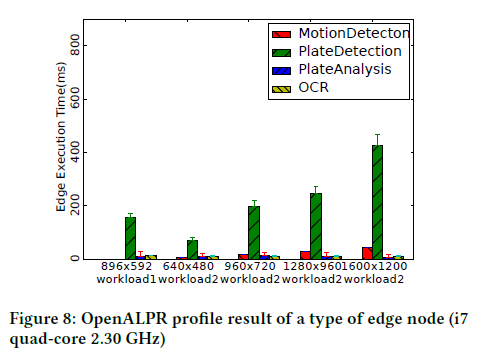 MotionDetecton
PlateDetection
PlateAnalysis
OCR
Edge Execution Time(ms)
800
600
400
200
0
896x592 640x480 960x720 1280x960 1600x1200
workload1 workload2 workload2 workload2 workload2
Figure 8: OpenALPR profile result of a type of edge node (i7
quad-core 2.30 GHz)